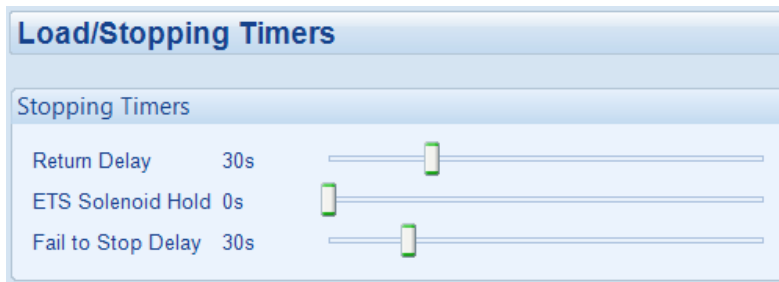 Load/Stopping Timers
Stopping Timers
Return Delay 30s
ETS Solenoid Hold 0s
Fail to Stop Delay 30s